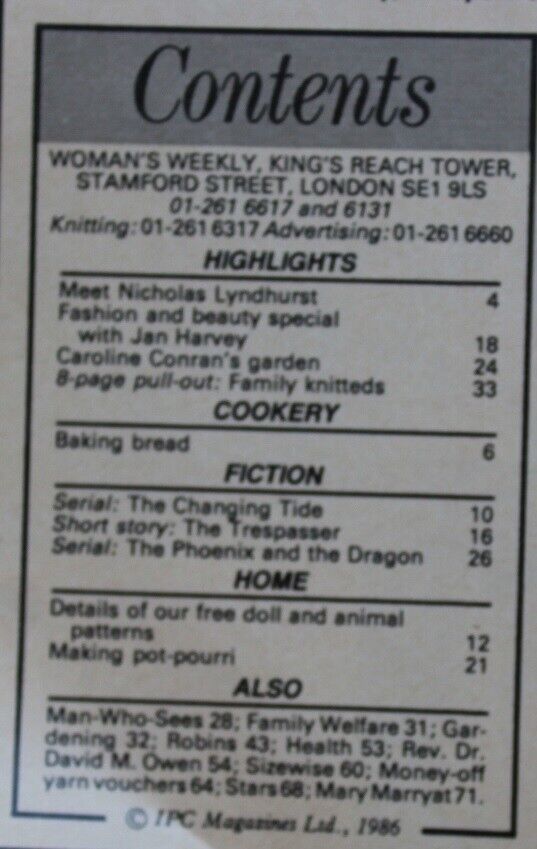 Contents
WOMAN'S WEEKLY, KING'S REACH TOWER,
STAMFORD STREET, LONDON SE1 9LS
01-261 6617 and 6131
Knitting: 01-261 6317 Advertising: 01-261 6660
HIGHLIGHTS
Meet Nicholas Lyndhurst 4
Fashion and beauty special
with Jan Harvey 18
Caroline Conran's garden 24
8-page pull-out: Family knitteds 33
COOKERY
Baking bread 6
FICTION
Serial: The Changing Tide 10
Short story: The Trespasser 16
Serial: The Phoenix and the Dragon 26
HOME
Details of our free doll and animal
patterns 12
Making pot-pourri 21
ALSO
Man-Who-Sees 28; Family Welfare 31; Gar-
dening 32; Robins 43; Health 53; Rev. Dr.
David M. Owen 54; Sizewise 60; Money-off
yarn vouchers 64; Stars 68; Mary Marryat 71.
© IPC Magazines Ltd., 1986